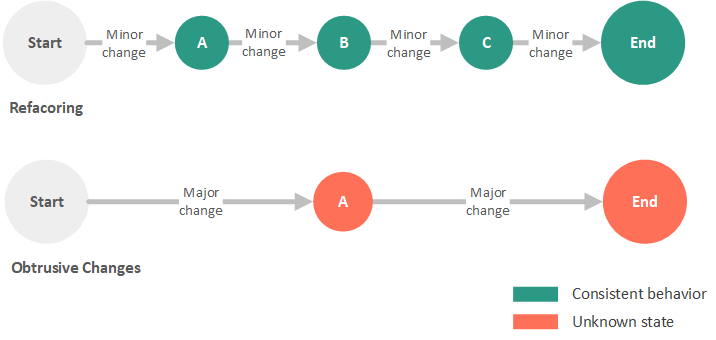 Minor Minor Minor Minor
Start A B C End
change change change change
Refactoring
Major Major
Start A End
change change
Obtrusive Changes
Consistent behavior
Unknown state